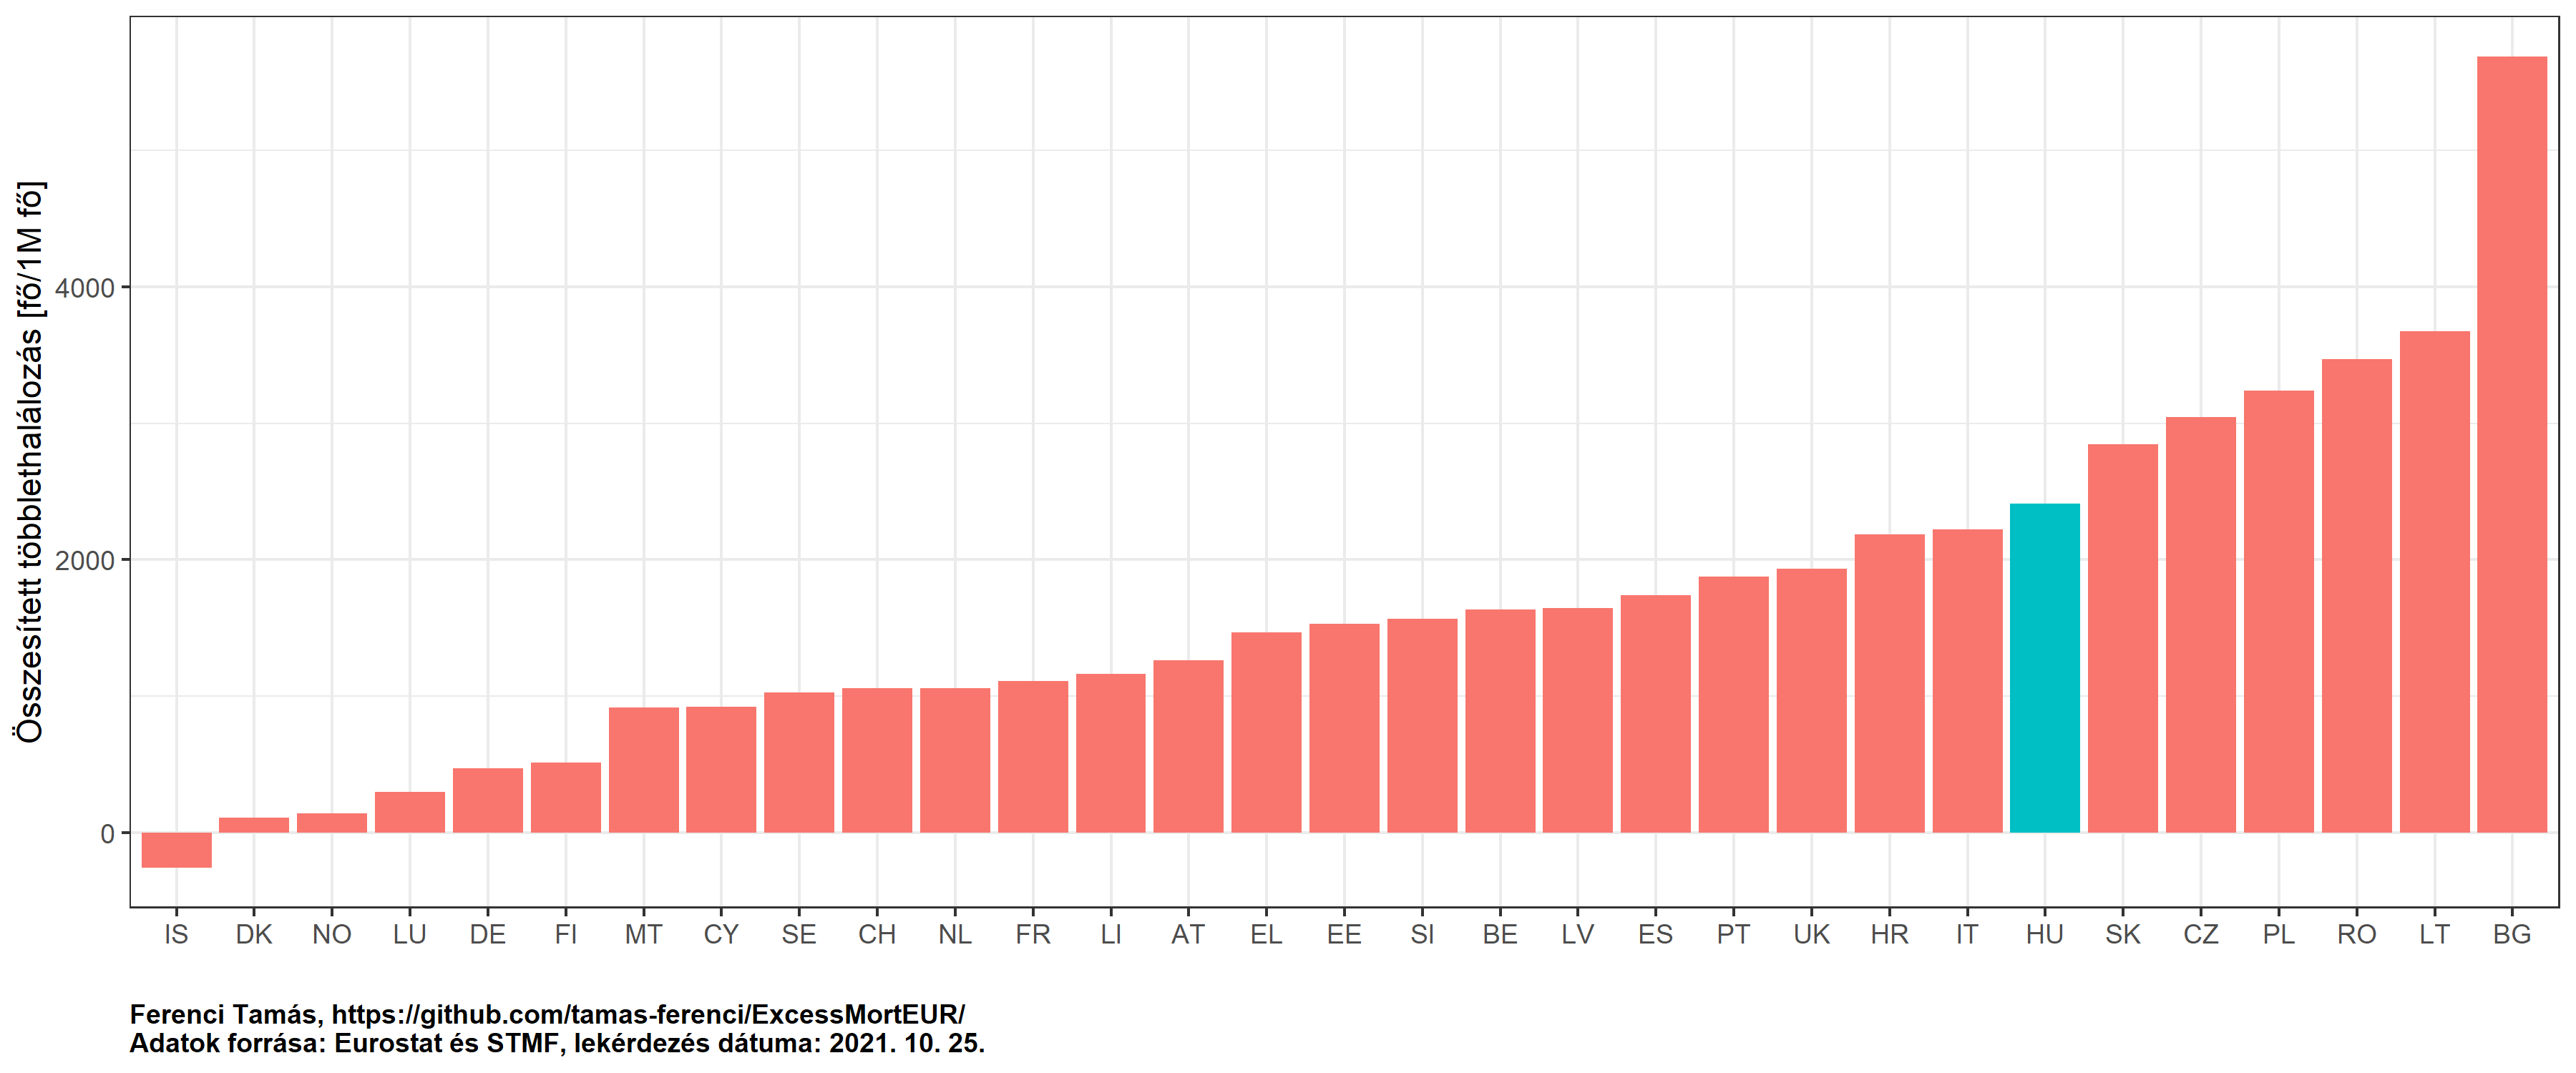 Összesített többlethalálozás [fő/1M fő]
4000
2000
0
IS DK NO LU DE FI MT CY SE CH NL FR LI AT EL EE SI BE LV ES PT UK HR IT HU SK CZ PL RO LT BG
Ferenci Tamás, https://github.com/tamas-ferenci/ExcessMortEUR/
Adatok forrása: Eurostat és STMF, lekérdezés dátuma: 2021. 10. 25.